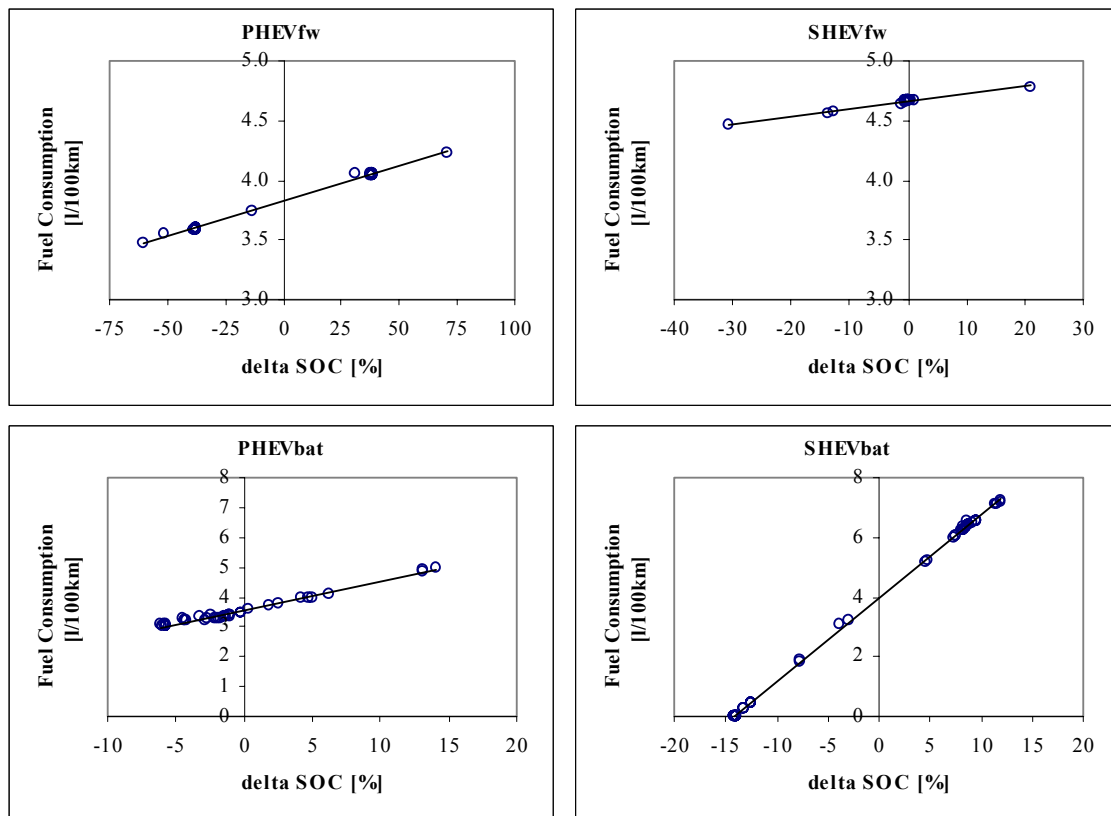 PHEVfw
5.0
4.5
4.0
3.5
3.0
-75 -50 -25 0 25 50 75 100
delta SOC [%]
Fuel Consumption
[l/100km]
SHEVfw
5.0
4.5
4.0
3.5
3.0
-40 -30 -20 -10 0 10 20 30
delta SOC [%]
Fuel Consumption
[l/100km]
PHEVbat
8
7
6
5
4
3
2
1
0
-10 -5 0 5 10 15 20
delta SOC [%]
Fuel Consumption
[l/100km]
SHEVbat
8
6
4
2
0
-20 -15 -10 -5 0 5 10 15 20
delta SOC [%]
Fuel Consumption
[l/100km]